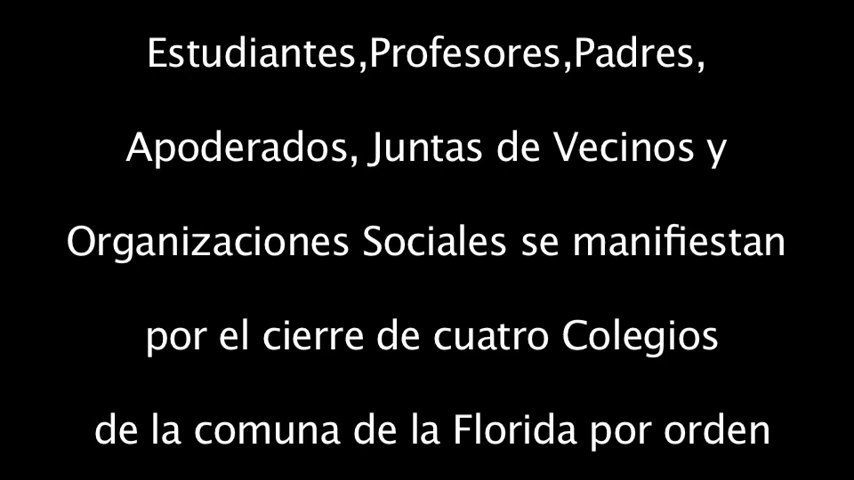 Estudiantes,Profesores,Padres,
Apoderados, Juntas de Vecinos y
Organizaciones Sociales se manifiestan
por el cierre de cuatro Colegios
de la comuna de la Florida por orden